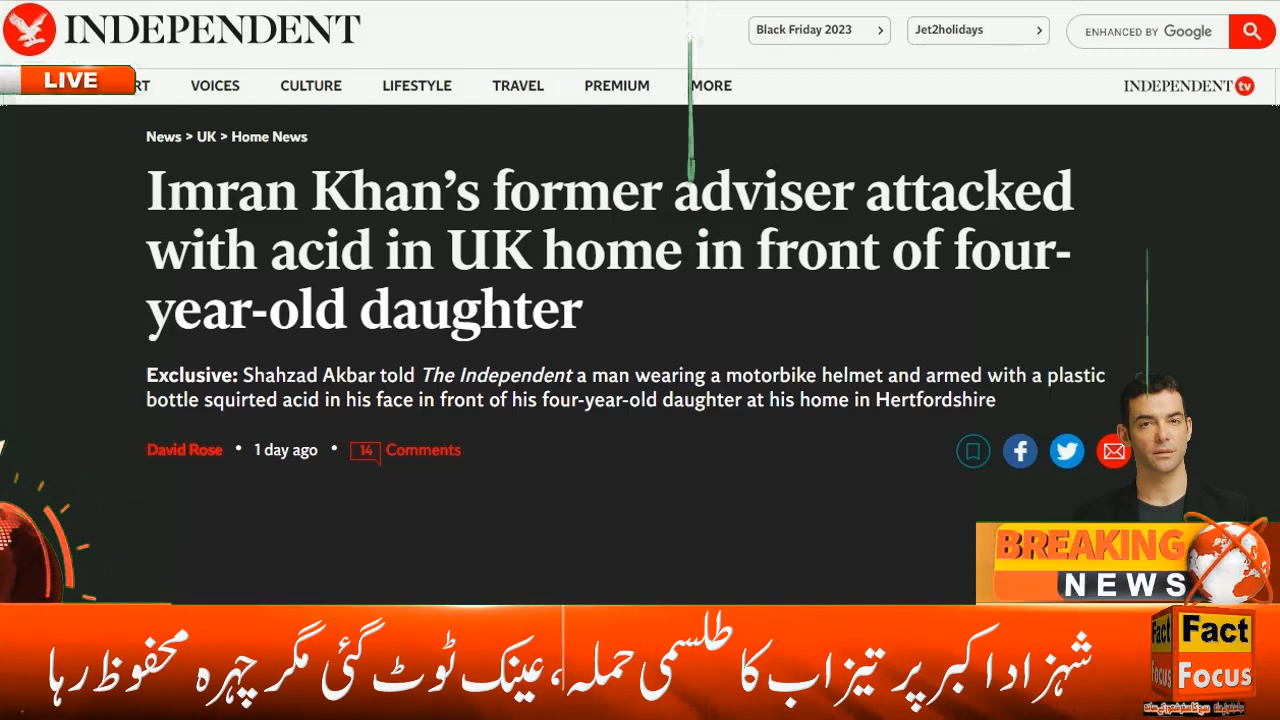 INDEPENDENT
Black Friday 2023
Jet2holidays
ENHANCED BY Google
LIVE
RT VOICES CULTURE LIFESTYLE TRAVEL PREMIUM MORE
INDEPENDENT tv
News > UK > Home News
Imran Khan's former adviser attacked
with acid in UK home in front of four-
year-old daughter
Exclusive: Shahzad Akbar told The Independent a man wearing a motorbike helmet and armed with a plastic
bottle squirted acid in his face in front of his four-year-old daughter at his home in Hertfordshire
David Rose • 1 day ago • 14 Comments
BREAKING
NEWS
شہزاد اکبر پر تیزاب کا طلسمی حملہ، عینک ٹوٹ گئی مگر چہرہ محفوظ رہا
Fact Fact
Focus Focus